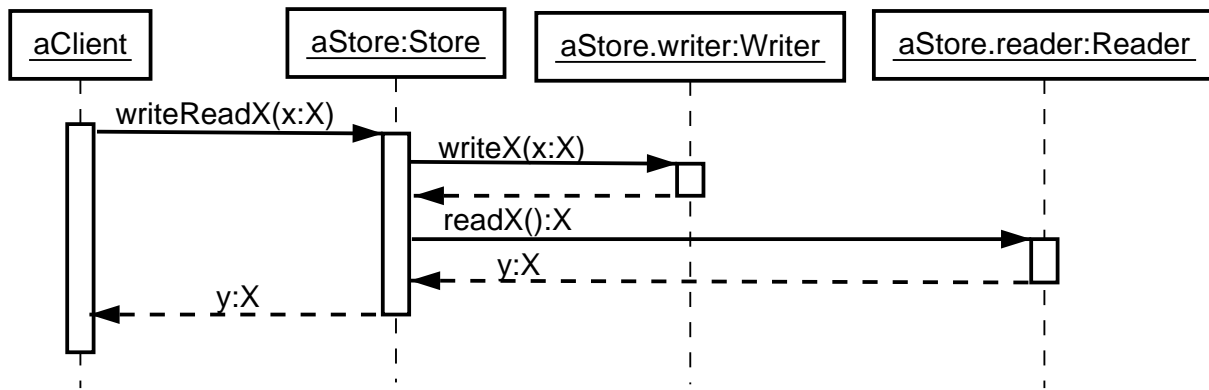 aClient
aStore:Store
aStore.writer:Writer
aStore.reader:Reader
writeReadX(x:X)
writeX(x:X)
readX():X
y:X
y:X